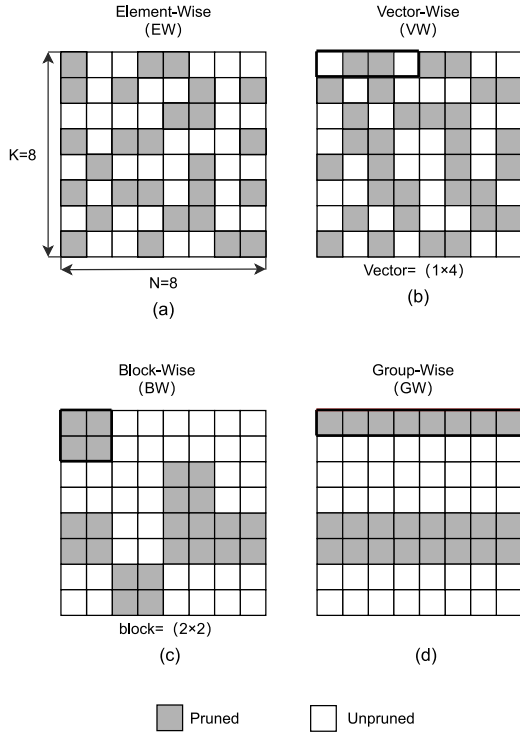 Element-Wise
(EW)
Vector-Wise
(VW)
K=8
N=8
Vector= (1×4)
(a)
(b)
Block-Wise
(BW)
Group-Wise
(GW)
block= (2×2)
(c)
(d)
Pruned
Unpruned